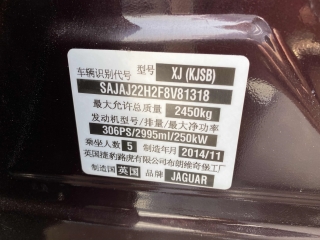 车辆识别代号 型号 XJ (KJSB)
SAJAJ22H2F8V81318
最大允许总质量 2450kg
发动机型号/排量/最大净功率
306PS/2995ml/250kW
乘坐人数 5 制造年月 2014/11
英国捷豹路虎有限公司布朗维奇堡工厂
制造国 英国 品牌 JAGUAR